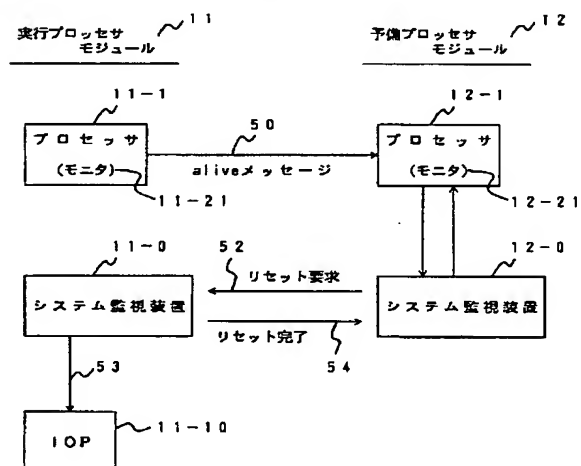 実行プロセッサ
モジュール
11
予備プロセッサ
モジュール
12
11-1
プロセッサ
(モニタ)
11-21
50
aliveメッセージ
12-1
プロセッサ
(モニタ)
12-21
11-0
システム監視装置
52
リセット要求
リセット完了
54
12-0
システム監視装置
53
IOP
11-10